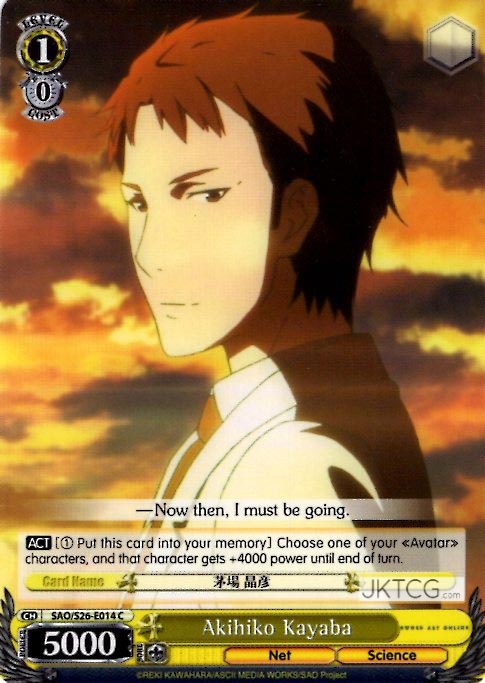 LEVEL
1
0
COST
—Now then, I must be going.
ACT [① Put this card into your memory] Choose one of your «Avatar»
characters, and that character gets +4000 power until end of turn.
Card Name 茅場 晶彦
JKTCG.com
CH SAO/S26-E014 C
POWER 5000 SOUL
Akihiko Kayaba
Net Science
©REKI KAWAHARA/ASCII MEDIA WORKS/SAO Project